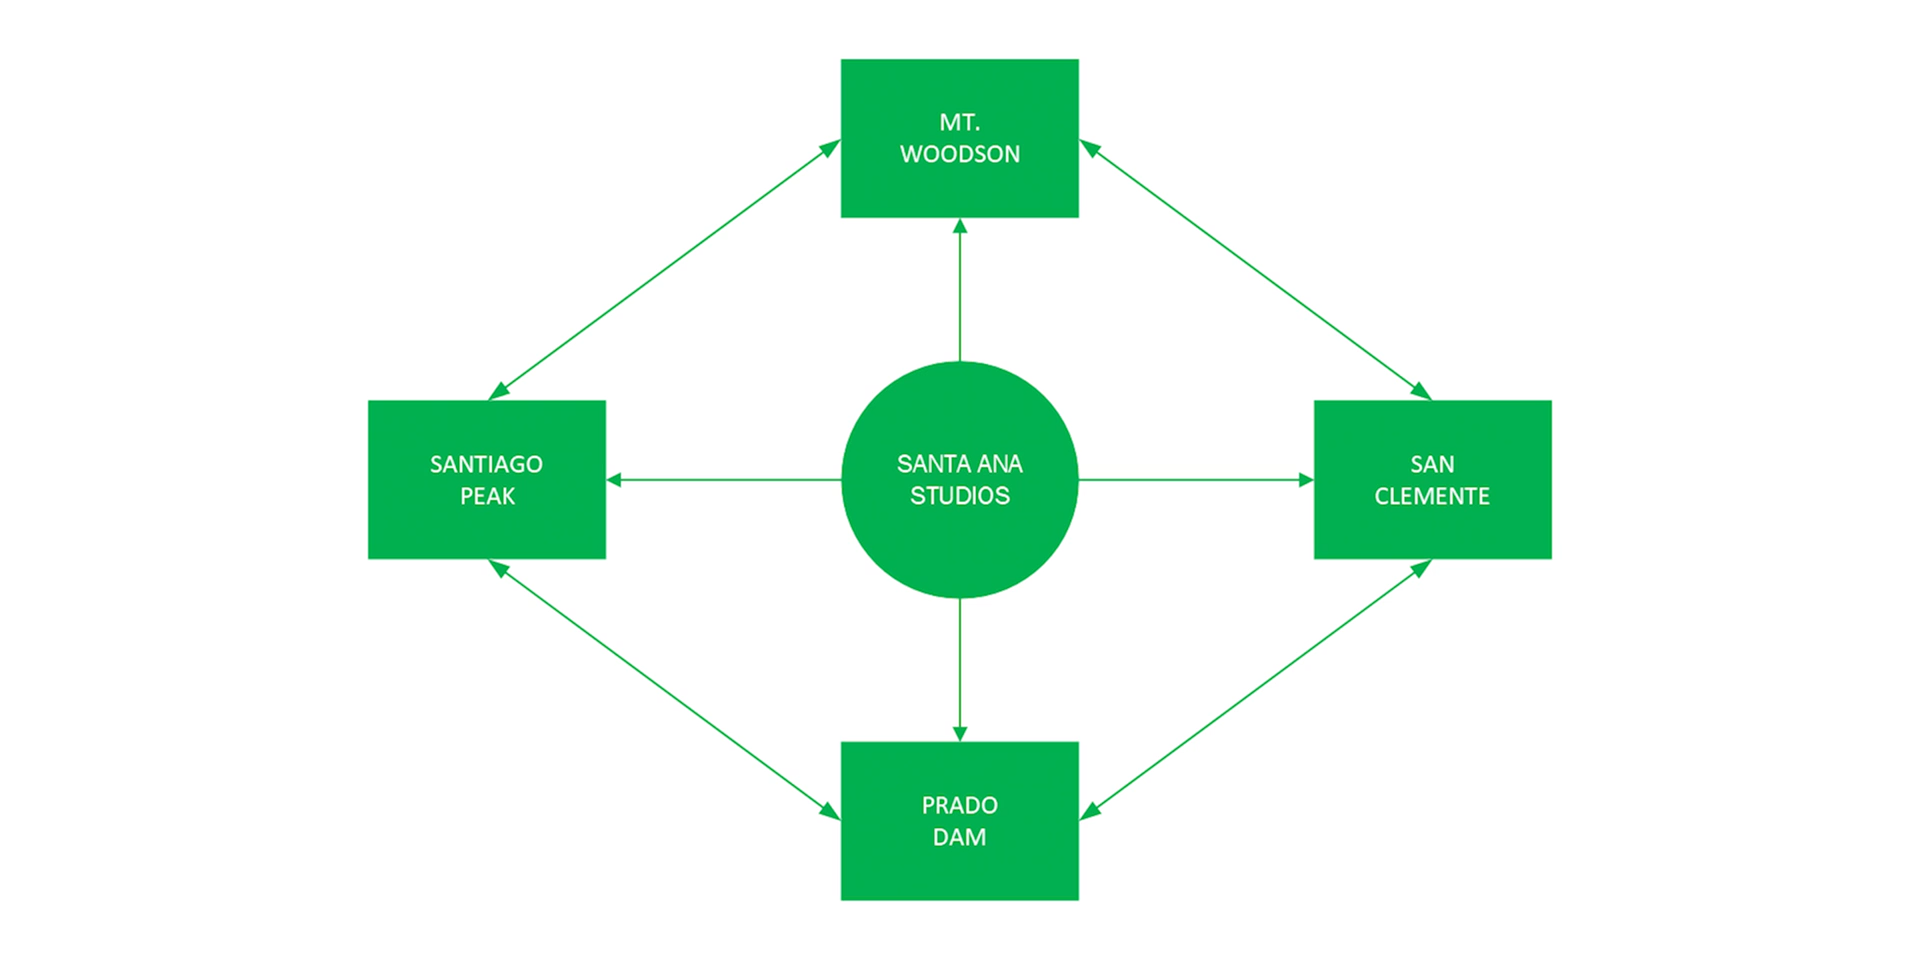 MT.
WOODSON
SANTIAGO
PEAK
SANTA ANA
STUDIOS
SAN
CLEMENTE
PRADO
DAM